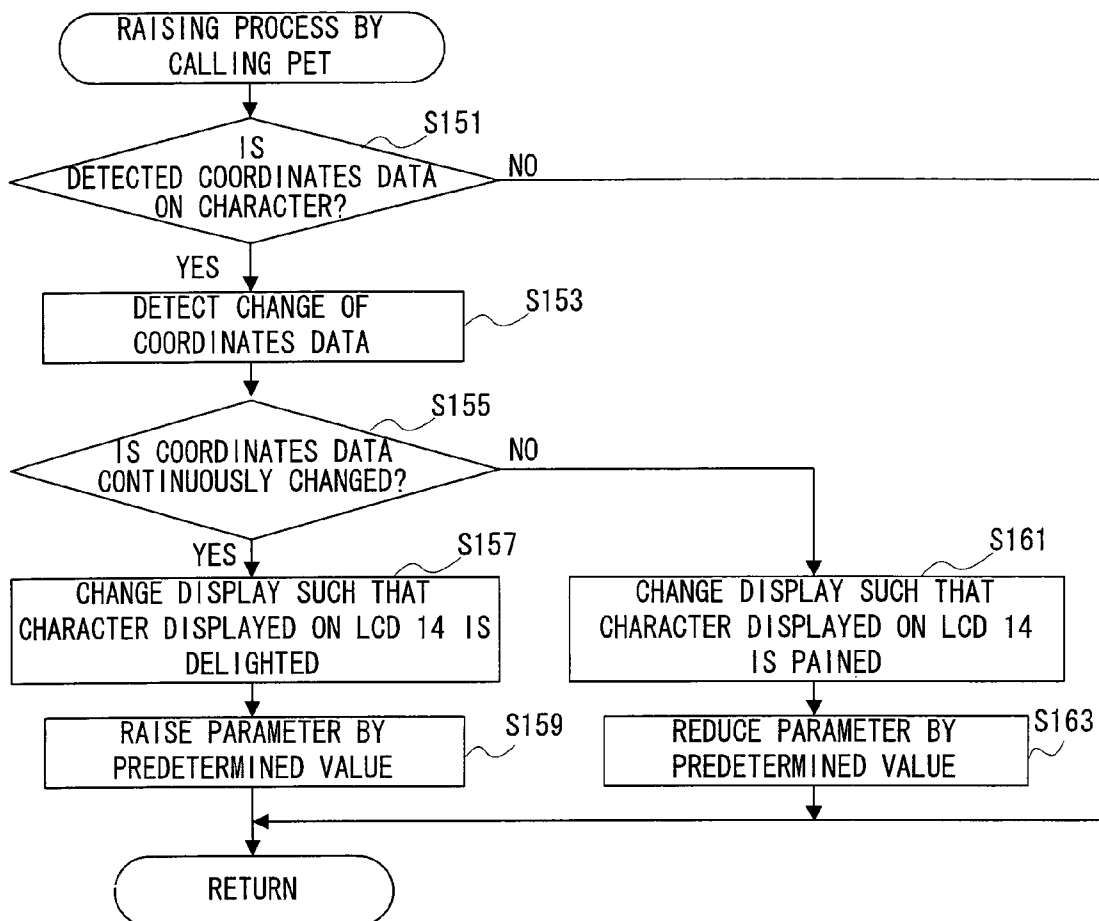 RAISING PROCESS BY
CALLING PET
S151
IS
DETECTED COORDINATES DATA
ON CHARACTER?
NO
YES
DETECT CHANGE OF
COORDINATES DATA
S153
S155
IS COORDINATES DATA
CONTINUOUSLY CHANGED?
NO
YES
S157
CHANGE DISPLAY SUCH THAT
CHARACTER DISPLAYED ON LCD 14 IS
DELIGHTED
S161
CHANGE DISPLAY SUCH THAT
CHARACTER DISPLAYED ON LCD 14
IS PAINED
RAISE PARAMETER BY
PREDETERMINED VALUE
S159
REDUCE PARAMETER BY
PREDETERMINED VALUE
S163
RETURN